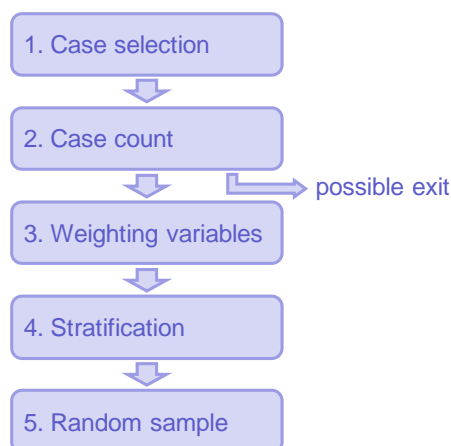 1. Case selection
2. Case count
possible exit
3. Weighting variables
4. Stratification
5. Random sample